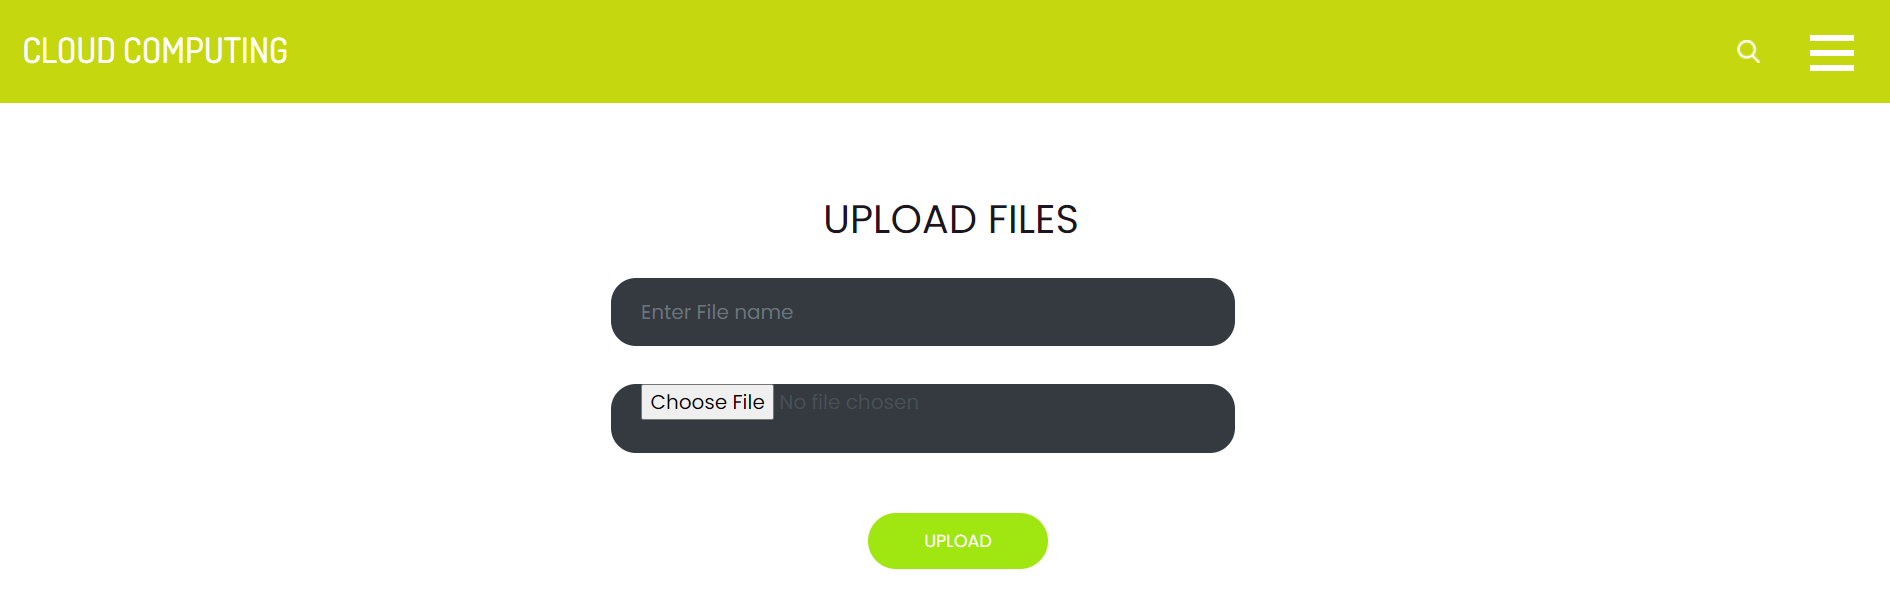 CLOUD COMPUTING
UPLOAD FILES
Enter File name
Choose File No file chosen
UPLOAD